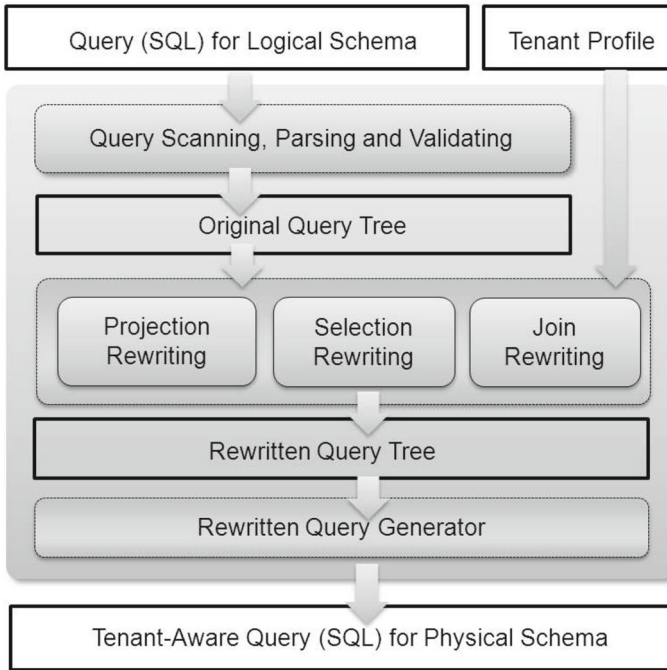 Query (SQL) for Logical Schema
Tenant Profile
Query Scanning, Parsing and Validating
Original Query Tree
Projection
Rewriting
Selection
Rewriting
Join
Rewriting
Rewritten Query Tree
Rewritten Query Generator
Tenant-Aware Query (SQL) for Physical Schema